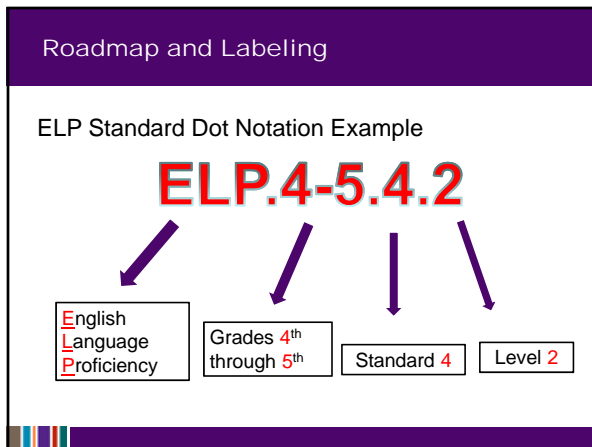 Roadmap and Labeling
ELP Standard Dot Notation Example
ELP.4-5.4.2
English
Language
Proficiency
Grades 4th
through 5th
Standard 4
Level 2